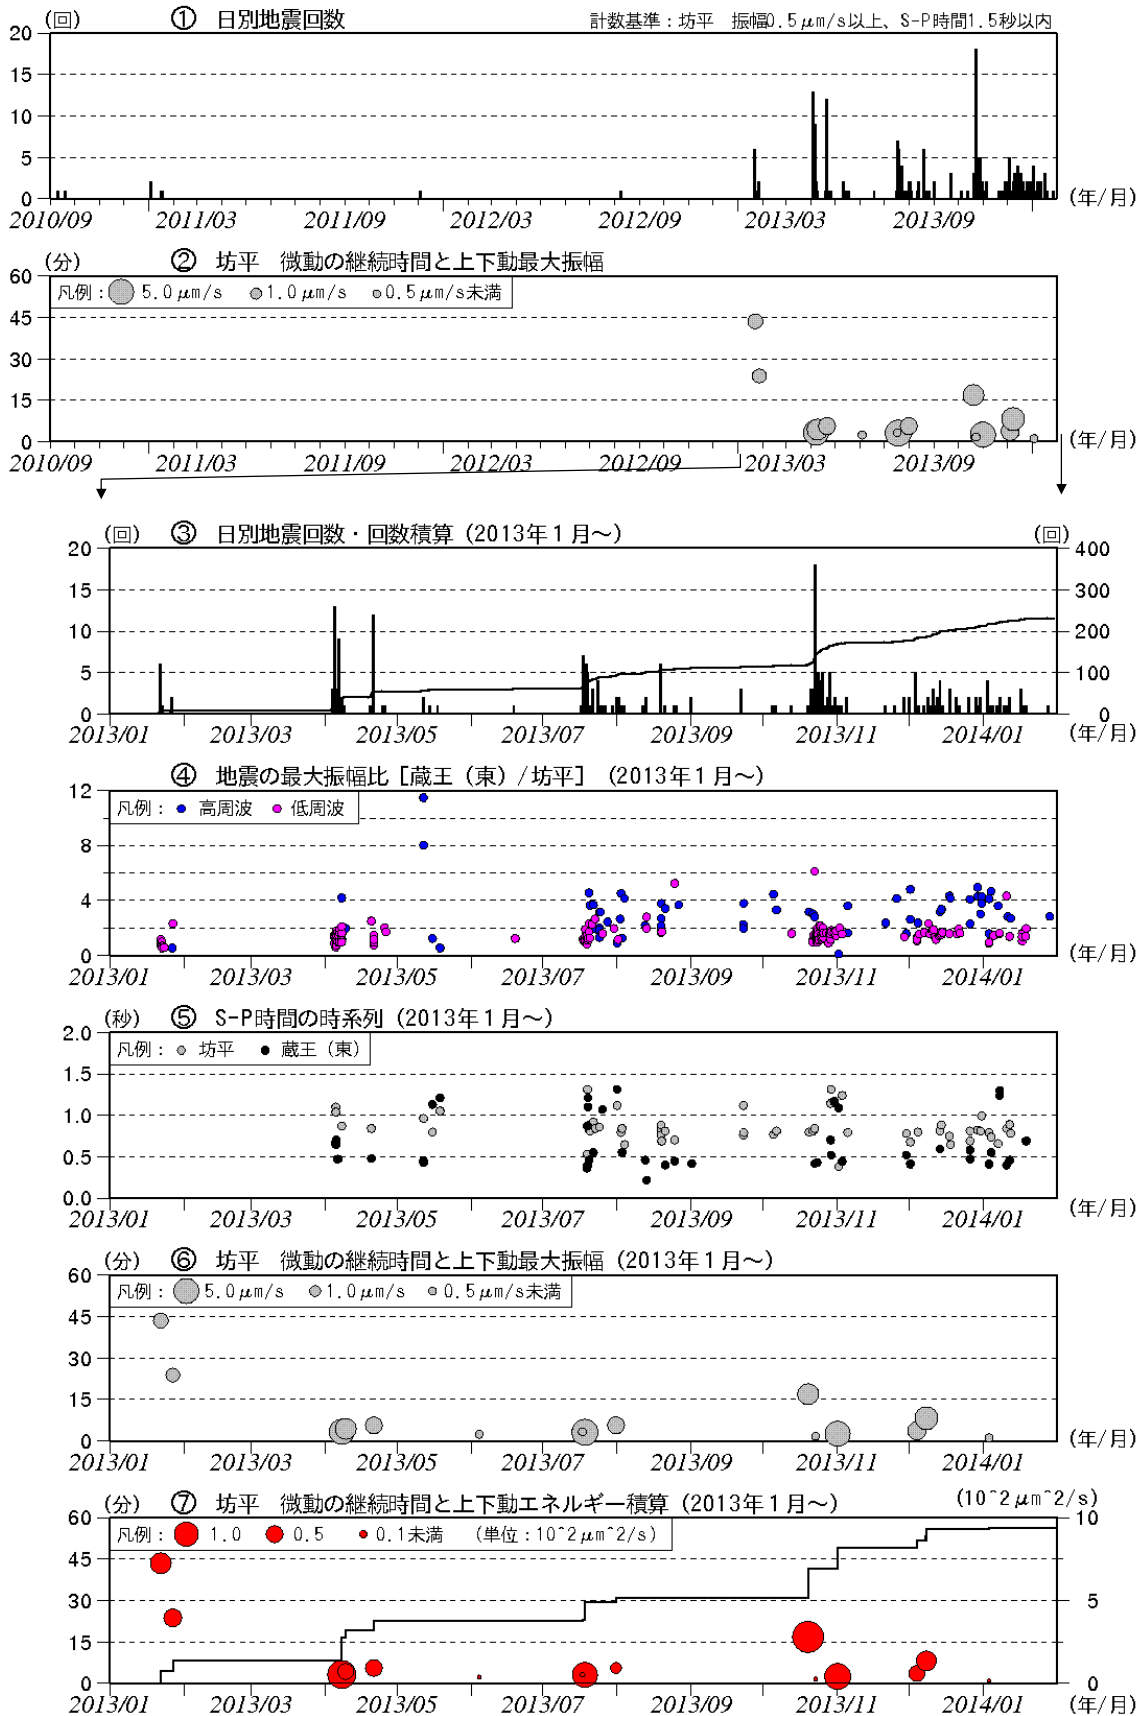 (回) ① 日別地震回数 計数基準：坊平 振幅0.5μm/s以上、S-P時間1.5秒以内
20
15
10
5
0
2010/09 2011/03 2011/09 2012/03 2012/09 2013/03 2013/09 (年/月)
(分) ② 坊平 微動の継続時間と上下動最大振幅
60
凡例： 5.0μm/s 1.0μm/s 0.5μm/s未満
45
30
15
0
2010/09 2011/03 2011/09 2012/03 2012/09 2013/03 2013/09 (年/月)
(回) ③ 日別地震回数・回数積算（2013年1月～） (回)
20 400
15 300
10 200
5 100
0 0
2013/01 2013/03 2013/05 2013/07 2013/09 2013/11 2014/01 (年/月)
④ 地震の最大振幅比［蔵王（東）/坊平］（2013年1月～）
12
凡例： 高周波 低周波
8
4
0
2013/01 2013/03 2013/05 2013/07 2013/09 2013/11 2014/01 (年/月)
(秒) ⑤ S-P時間の時系列（2013年1月～）
2.0
凡例： 坊平 蔵王（東）
1.5
1.0
0.5
0.0
2013/01 2013/03 2013/05 2013/07 2013/09 2013/11 2014/01 (年/月)
(分) ⑥ 坊平 微動の継続時間と上下動最大振幅（2013年1月～）
60
凡例： 5.0μm/s 1.0μm/s 0.5μm/s未満
45
30
15
0
2013/01 2013/03 2013/05 2013/07 2013/09 2013/11 2014/01 (年/月)
(分) ⑦ 坊平 微動の継続時間と上下動エネルギー積算（2013年1月～） (10^2μm^2/s)
60 10
凡例： 1.0 0.5 0.1未満 （単位：10^2μm^2/s）
45
30 5
15
0 0
2013/01 2013/03 2013/05 2013/07 2013/09 2013/11 2014/01 (年/月)